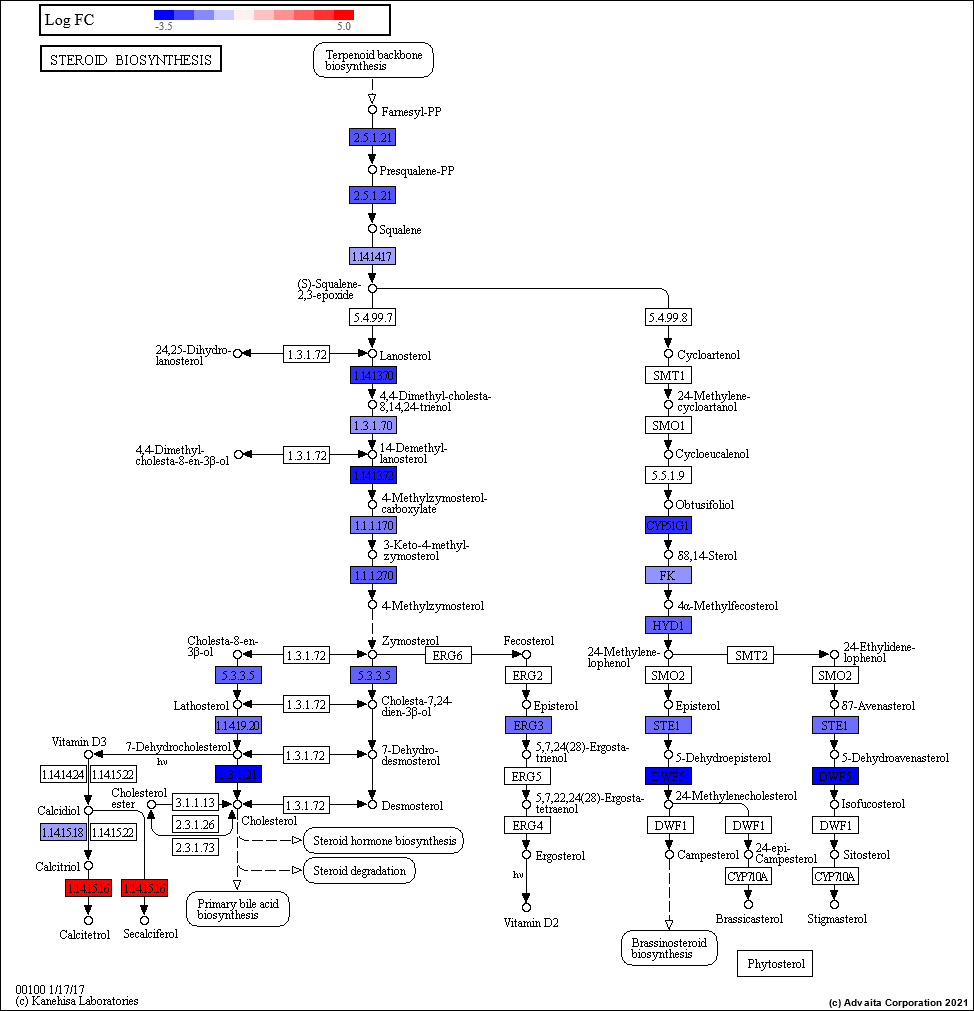 Log FC
-3.5
5.0
STEROID BIOSYNTHESIS
Terpenoid backbone
biosynthesis
Farnesyl-PP
2.5.1.21
Presqualene-PP
2.5.1.21
Squalene
1.14.14.17
(S)-Squalene-
2,3-epoxide
5.4.99.7
5.4.99.8
24,25-Dihydro-
lanosterol
1.3.1.72
Lanosterol
Cycloartenol
1.14.13.70
SMT1
4,4-Dimethyl-cholesta-
8,14,24-trienol
24-Methylene-
cycloartanol
1.3.1.70
SMO1
4,4-Dimethyl-
cholesta-8-en-3β-ol
1.3.1.72
14-Demethyl-
lanosterol
Cycloeucalenol
1.14.13.72
5.5.1.9
4-Methylzymosterol-
carboxylate
Obtusifoliol
1.1.1.170
CYP51G1
3-Keto-4-methyl-
zymosterol
δ8,14-Sterol
1.1.1.270
FK
4-Methylzymosterol
4α-Methylfecosterol
HYD1
Cholesta-8-en-
3β-ol
1.3.1.72
Zymosterol
ERG6
Fecosterol
24-Methylene-
lophenol
SMT2
24-Ethylidene-
lophenol
5.3.3.5
5.3.3.5
ERG2
SMO2
SMO2
Lathosterol
1.3.1.72
Cholesta-7,24-
dien-3β-ol
Episterol
Episterol
δ7-Avenasterol
1.14.19.20
ERG3
STE1
STE1
Vitamin D3
hν
7-Dehydrocholesterol
1.3.1.72
7-Dehydro-
desmosterol
5,7,24(28)-Ergosta-
trienol
5-Dehydroepisterol
5-Dehydroavenasterol
1.14.14.24
1.14.15.22
1.3.1.21
ERG5
DWF5
DWF5
Calcidiol
Cholesterol
ester
3.1.1.13
Cholesterol
1.3.1.72
Desmosterol
5,7,22,24(28)-Ergosta-
tetraenol
24-Methylenecholesterol
Isofucosterol
1.14.15.18
1.14.15.22
2.3.1.26
2.3.1.73
ERG4
DWF1
DWF1
DWF1
Calcitriol
Steroid hormone biosynthesis
Steroid degradation
Ergosterol
hν
Campesterol
24-epi-
Campesterol
Sitosterol
1.14.15.16
1.14.15.16
CYP710A
CYP710A
Calcitetrol
Secalciferol
Primary bile acid
biosynthesis
Vitamin D2
Brassicasterol
Stigmasterol
Brassinosteroid
biosynthesis
Phytosterol
00100 1/17/17
(c) Kanehisa Laboratories
(c) Advaita Corporation 2021